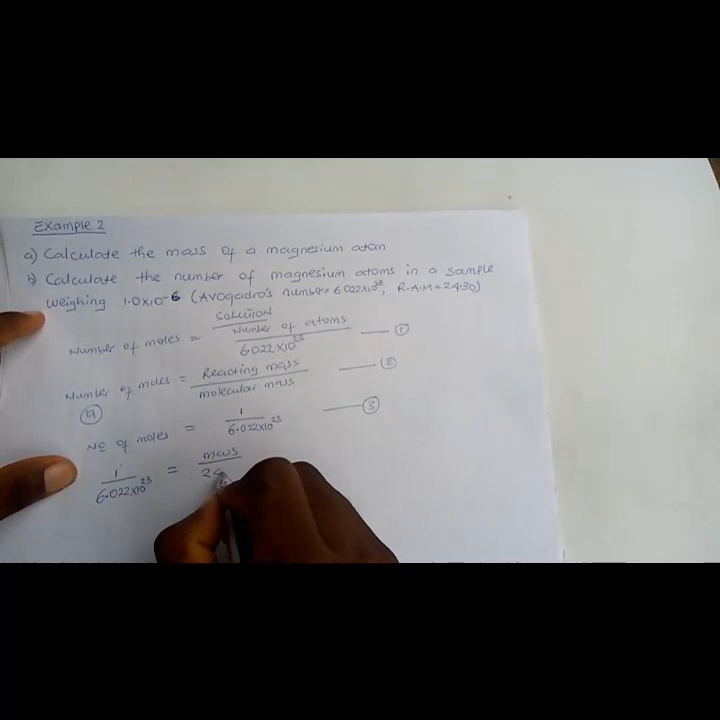 Example 2
a) Calculate the mass of a magnesium atom
b) Calculate the number of magnesium atoms in a sample
weighing 1.0x10-6 (Avogadro's number= 6.022x10²³, R.A.M = 24.30)
Solution
Number of moles = Number of atoms / 6.022 x10²³ — ①
Number of moles = Reacting mass / molecular mass — ②
No of moles = 1 / 6.022x10²³ — ③
1 / 6.022x10²³ = mass / 24